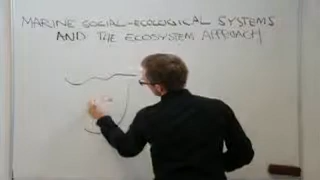 MARINE SOCIAL-ECOLOGICAL SYSTEMS
AND THE ECOSYSTEM APPROACH